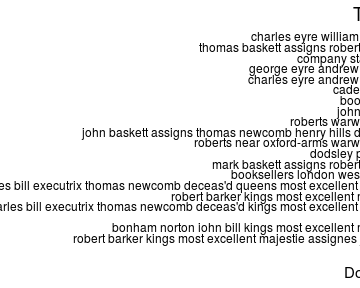 T
charles eyre william
thomas baskett assigns robert
company sta
george eyre andrew
charles eyre andrew
cade
boo
john
roberts warw
john baskett assigns thomas newcomb henry hills d
roberts near oxford-arms warw
dodsley p
mark baskett assigns robert
booksellers london wes
es bill executrix thomas newcomb deceas'd queens most excellent
robert barker kings most excellent m
arles bill executrix thomas newcomb deceas'd kings most excellent
bonham norton iohn bill kings most excellent m
robert barker kings most excellent majestie assignes j
Do